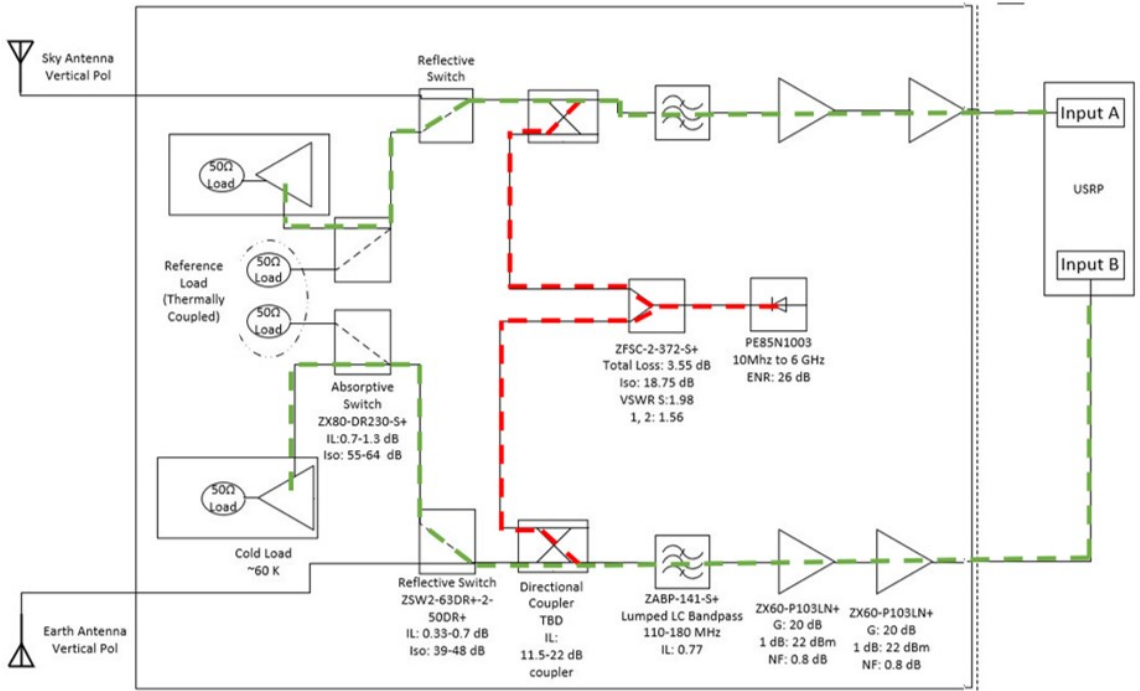 Sky Antenna
Vertical Pol
Reflective
Switch
Input A
USRP
Input B
50Ω
Load
50Ω
Load
Reference
Load
(Thermally
Coupled)
50Ω
Load
Absorptive
Switch
ZX80-DR230-S+
IL:0.7-1.3 dB
Iso: 55-64 dB
ZFSC-2-372-S+
Total Loss: 3.55 dB
Iso: 18.75 dB
VSWR S:1.98
1, 2: 1.56
PE85N1003
10Mhz to 6 GHz
ENR: 26 dB
50Ω
Load
Cold Load
~60 K
Earth Antenna
Vertical Pol
Reflective Switch
ZSW2-63DR+-2-
50DR+
IL: 0.33-0.7 dB
Iso: 39-48 dB
Directional
Coupler
TBD
IL:
11.5-22 dB
coupler
ZABP-141-S+
Lumped LC Bandpass
110-180 MHz
IL: 0.77
ZX60-P103LN+
G: 20 dB
1 dB: 22 dBm
NF: 0.8 dB
ZX60-P103LN+
G: 20 dB
1 dB: 22 dBm
NF: 0.8 dB